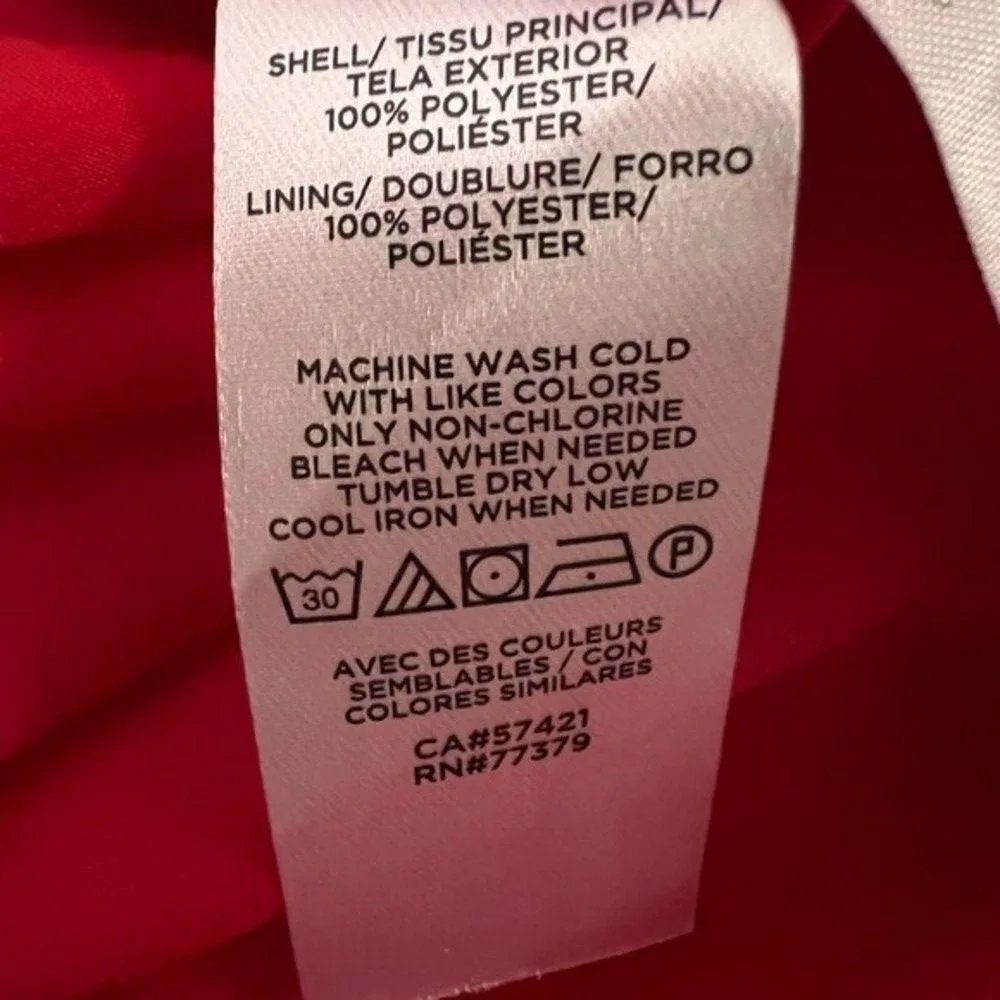 SHELL/ TISSU PRINCIPAL/
TELA EXTERIOR
100% POLYESTER/
POLIÉSTER
LINING/ DOUBLURE/ FORRO
100% POLYESTER/
POLIÉSTER
MACHINE WASH COLD
WITH LIKE COLORS
ONLY NON-CHLORINE
BLEACH WHEN NEEDED
TUMBLE DRY LOW
COOL IRON WHEN NEEDED
30 P
AVEC DES COULEURS
SEMBLABLES / CON
COLORES SIMILARES
CA#57421
RN#77379